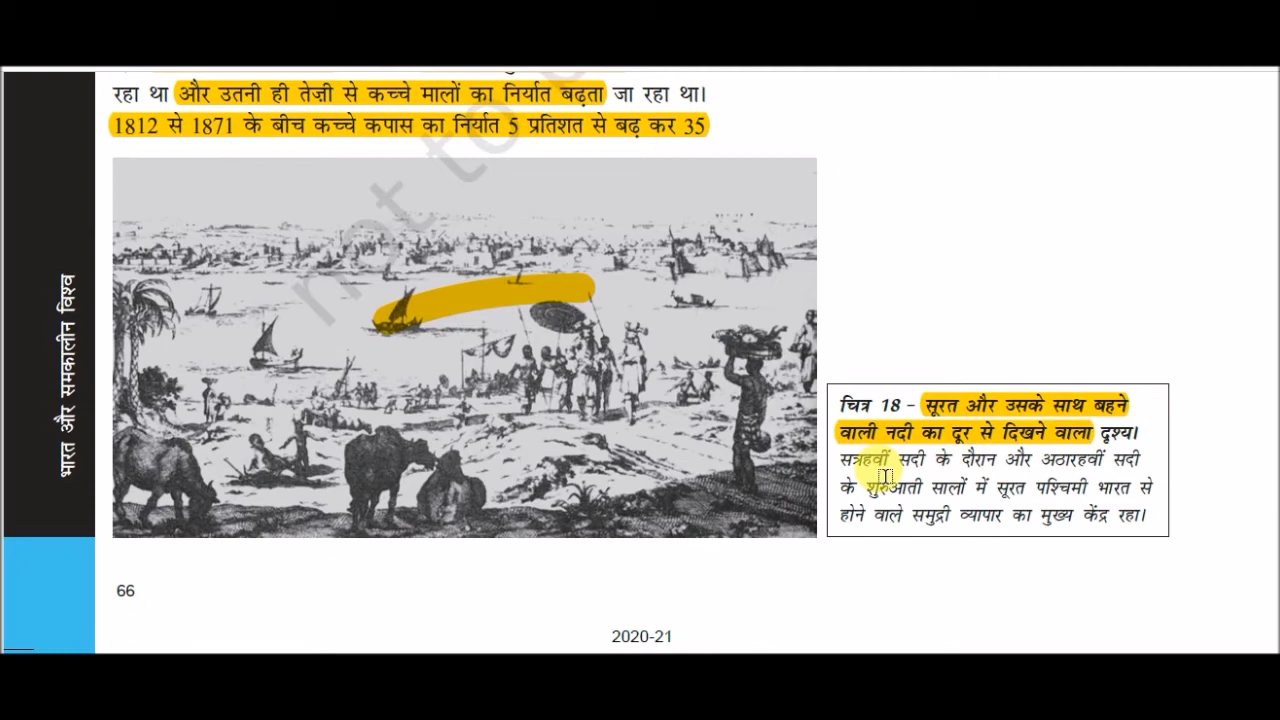 रहा था और उतनी ही तेज़ी से कच्चे मालों का निर्यात बढ़ता जा रहा था।
1812 से 1871 के बीच कच्चे कपास का निर्यात 5 प्रतिशत से बढ़ कर 35
not to
चित्र 18 – सूरत और उसके साथ बहने
वाली नदी का दूर से दिखने वाला दृश्य।
सत्रहवीं सदी के दौरान और अठारहवीं सदी
के शुरुआती सालों में सूरत पश्चिमी भारत से
होने वाले समुद्री व्यापार का मुख्य केंद्र रहा।
भारत और समकालीन विश्व
66
2020-21